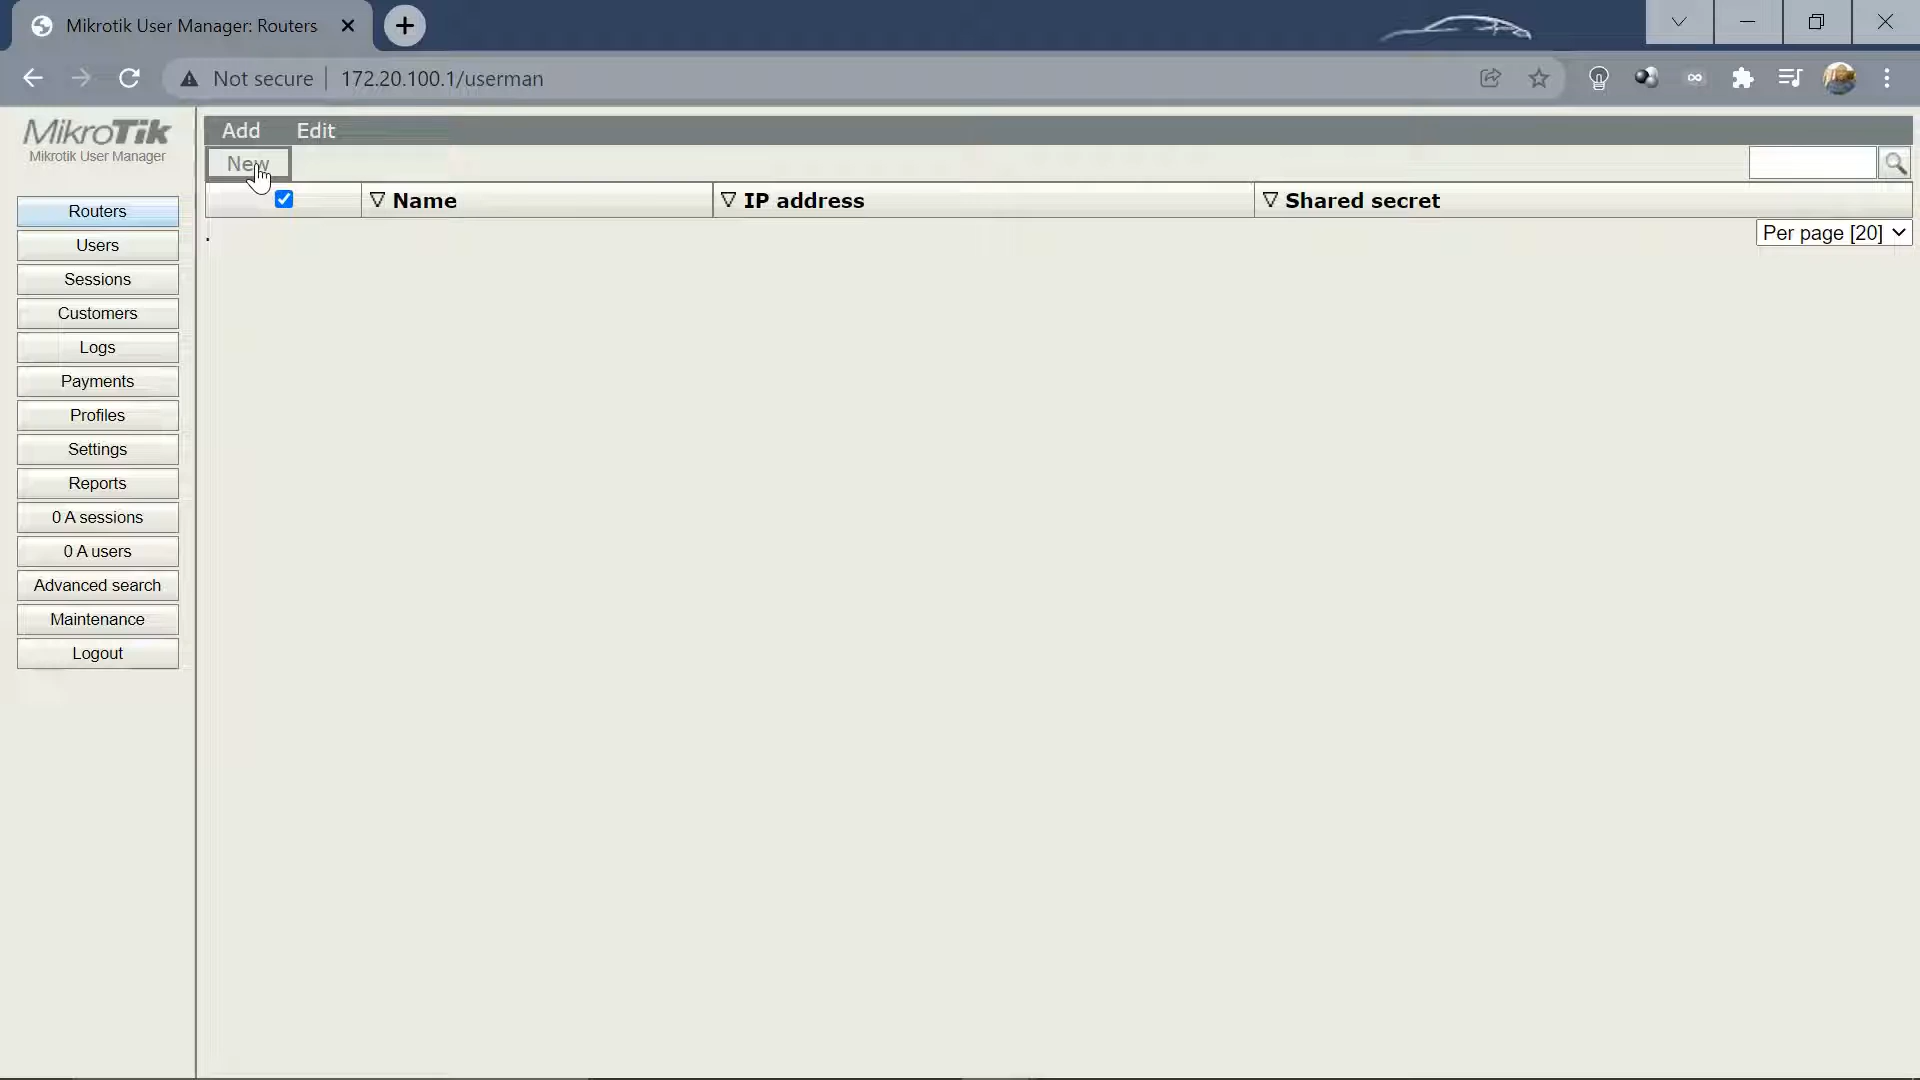 Mikrotik User Manager: Routers
Not secure
172.20.100.1/userman
MikroTik
Mikrotik User Manager
Routers
Users
Sessions
Customers
Logs
Payments
Profiles
Settings
Reports
0 A sessions
0 A users
Advanced search
Maintenance
Logout
Add Edit
New
Name IP address Shared secret
Per page [20]